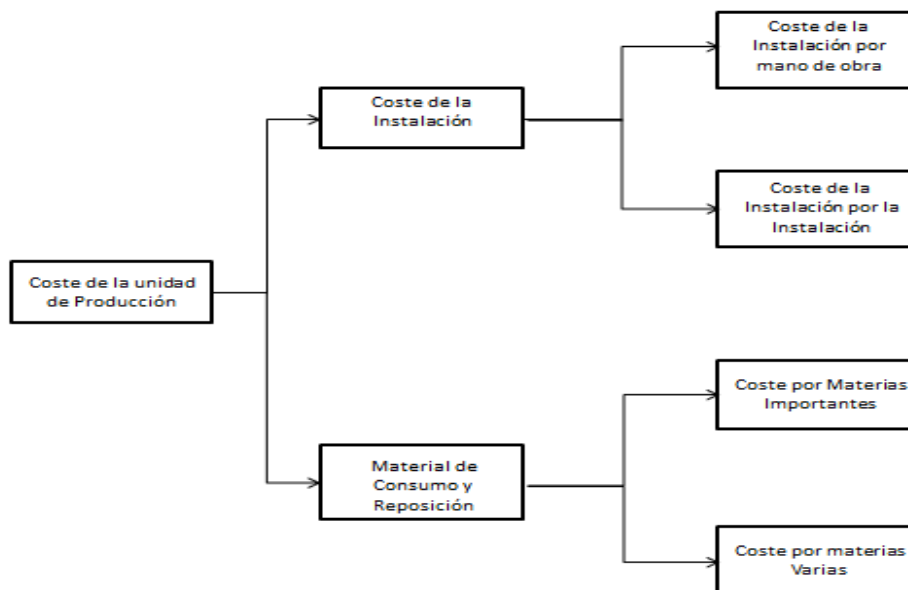 Coste de la
Instalación por
mano de obra
Coste de la
Instalación
Coste de la
Instalación por la
Instalación
Coste de la unidad
de Producción
Coste por Materias
Importantes
Material de
Consumo y
Reposición
Coste por materias
Varias